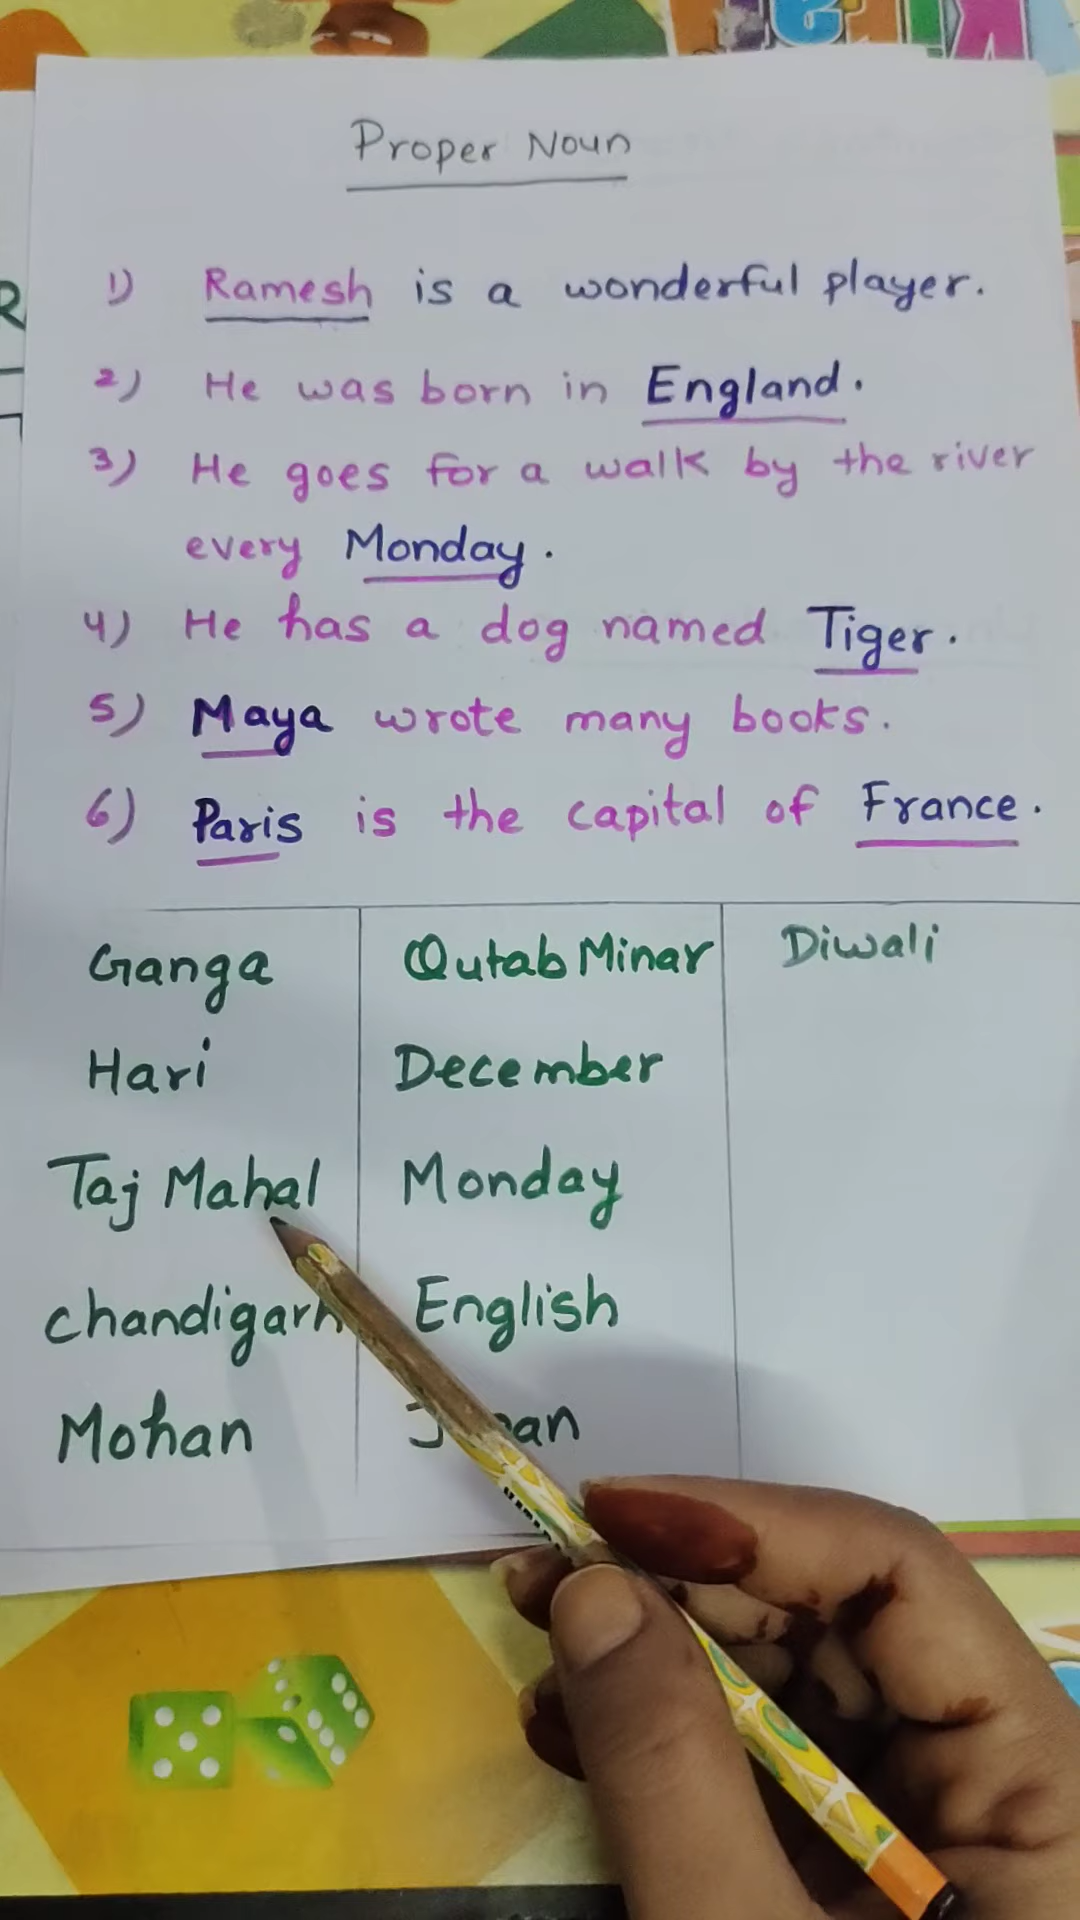 Proper Noun
1) Ramesh is a wonderful player.
2) He was born in England.
3) He goes for a walk by the river
every Monday.
4) He has a dog named Tiger.
5) Maya wrote many books.
6) Paris is the capital of France.
Ganga Qutab Minar Diwali
Hari December
Taj Mahal Monday
chandigarh English
Mohan